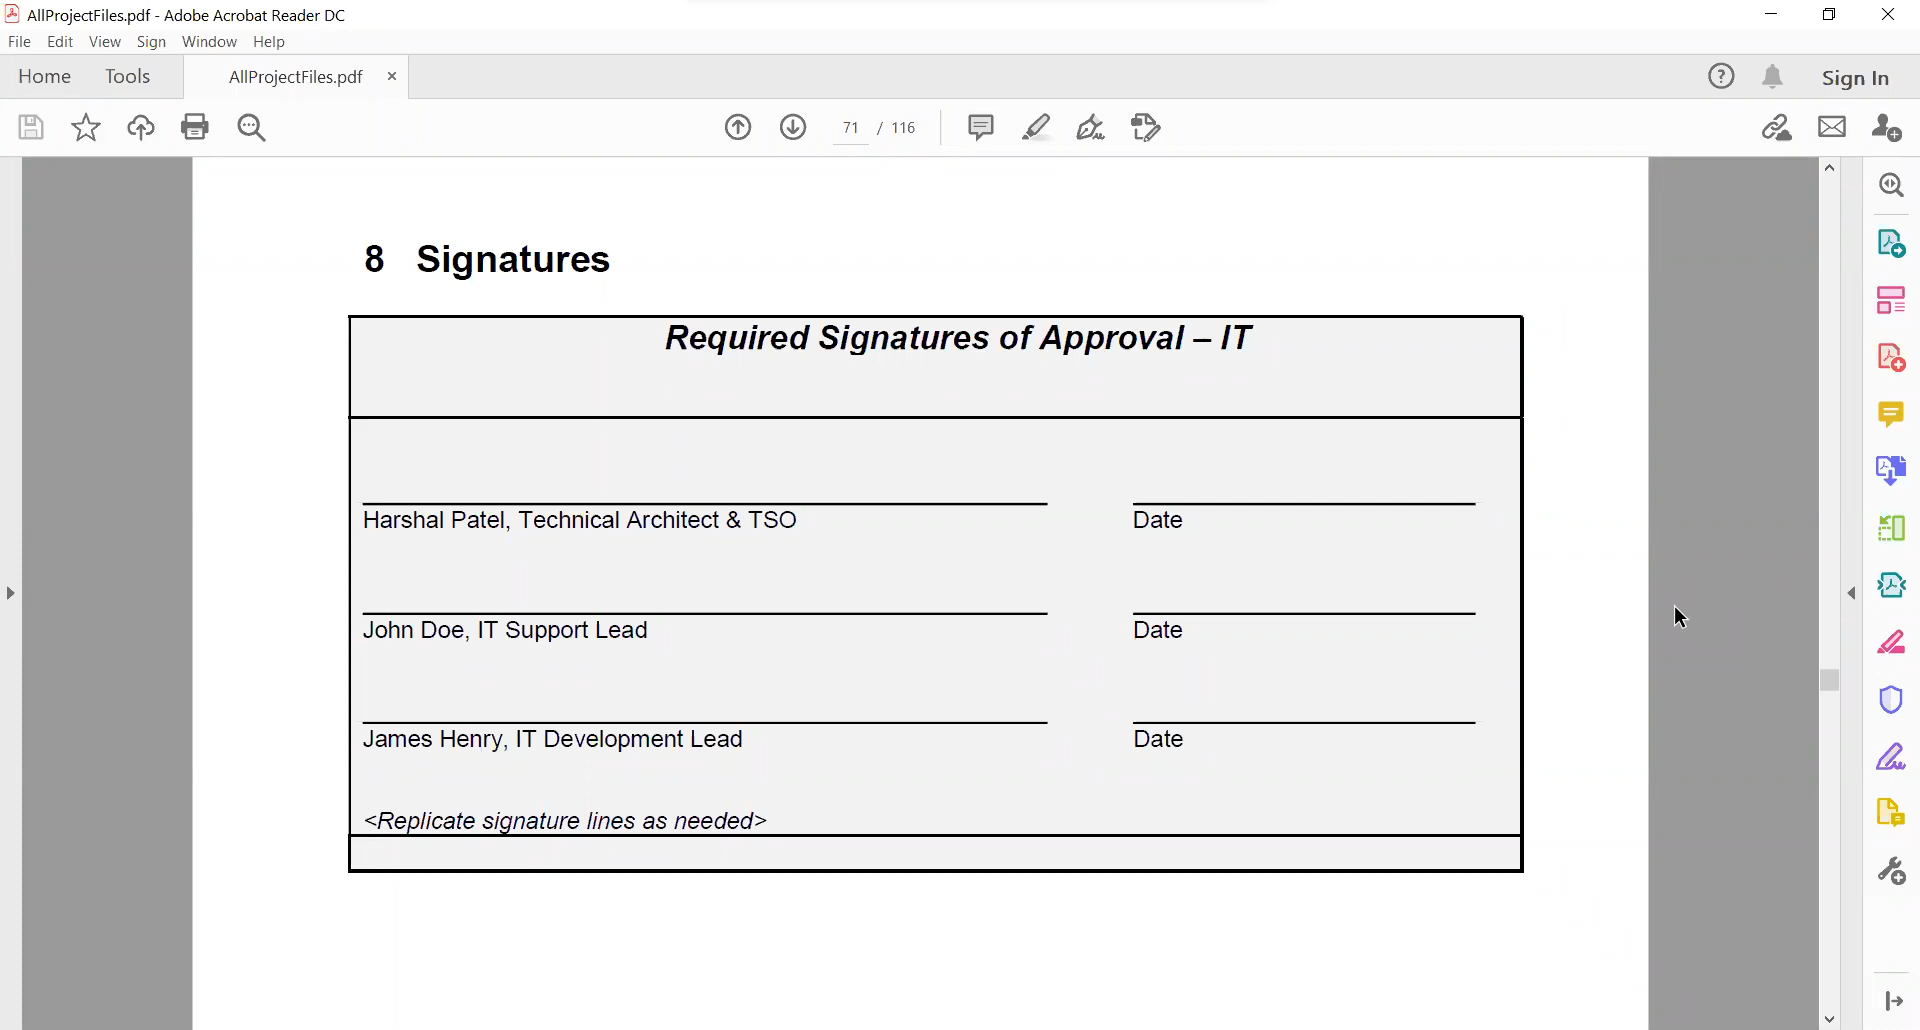 AllProjectFiles.pdf - Adobe Acrobat Reader DC
File Edit View Sign Window Help
Home Tools AllProjectFiles.pdf × Sign In
71 / 116
8 Signatures
Required Signatures of Approval – IT
Harshal Patel, Technical Architect & TSO Date
John Doe, IT Support Lead Date
James Henry, IT Development Lead Date
<Replicate signature lines as needed>